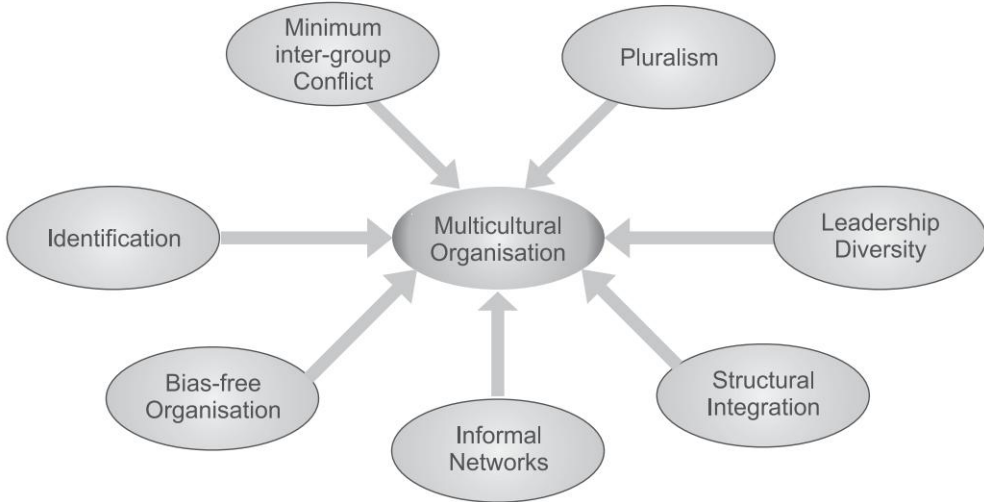 Minimum
inter-group
Conflict
Pluralism
Identification
Multicultural
Organisation
Leadership
Diversity
Bias-free
Organisation
Informal
Networks
Structural
Integration